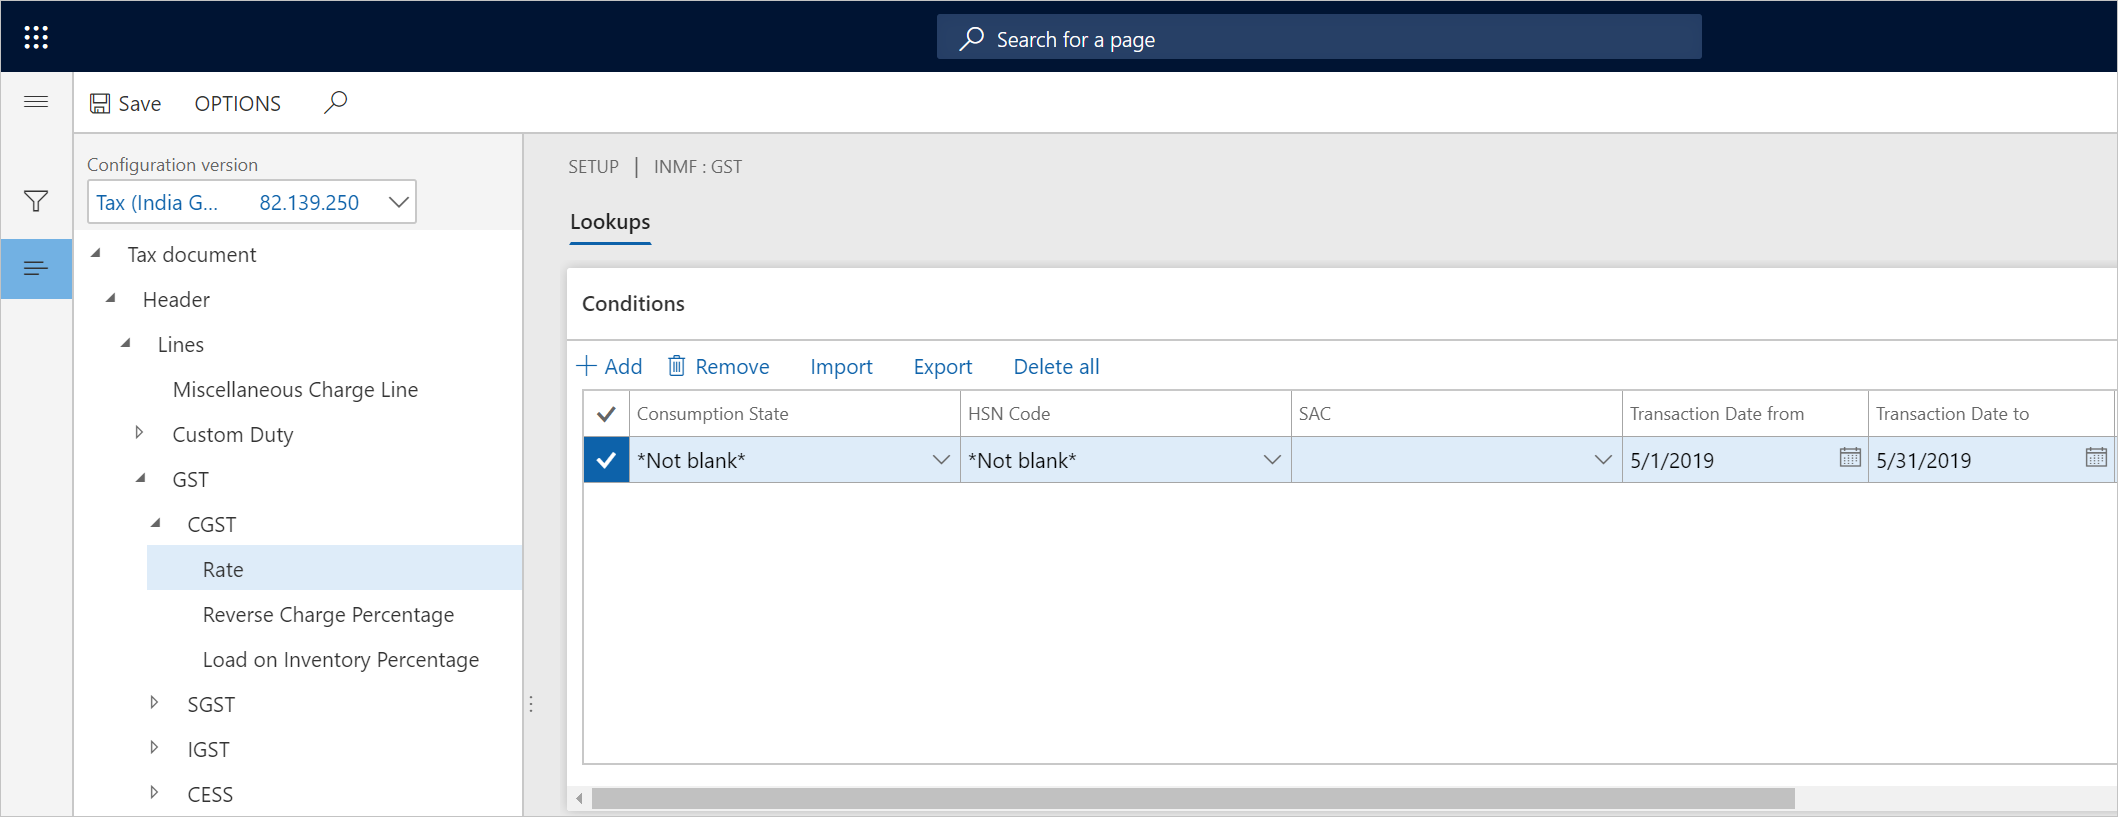 Search for a page
Save OPTIONS
Configuration version
Tax (India G... 82.139.250
Tax document
Header
Lines
Miscellaneous Charge Line
Custom Duty
GST
CGST
Rate
Reverse Charge Percentage
Load on Inventory Percentage
SGST
IGST
CESS
SETUP | INMF : GST
Lookups
Conditions
Add Remove Import Export Delete all
Consumption State HSN Code SAC Transaction Date from Transaction Date to
*Not blank* *Not blank* 5/1/2019 5/31/2019